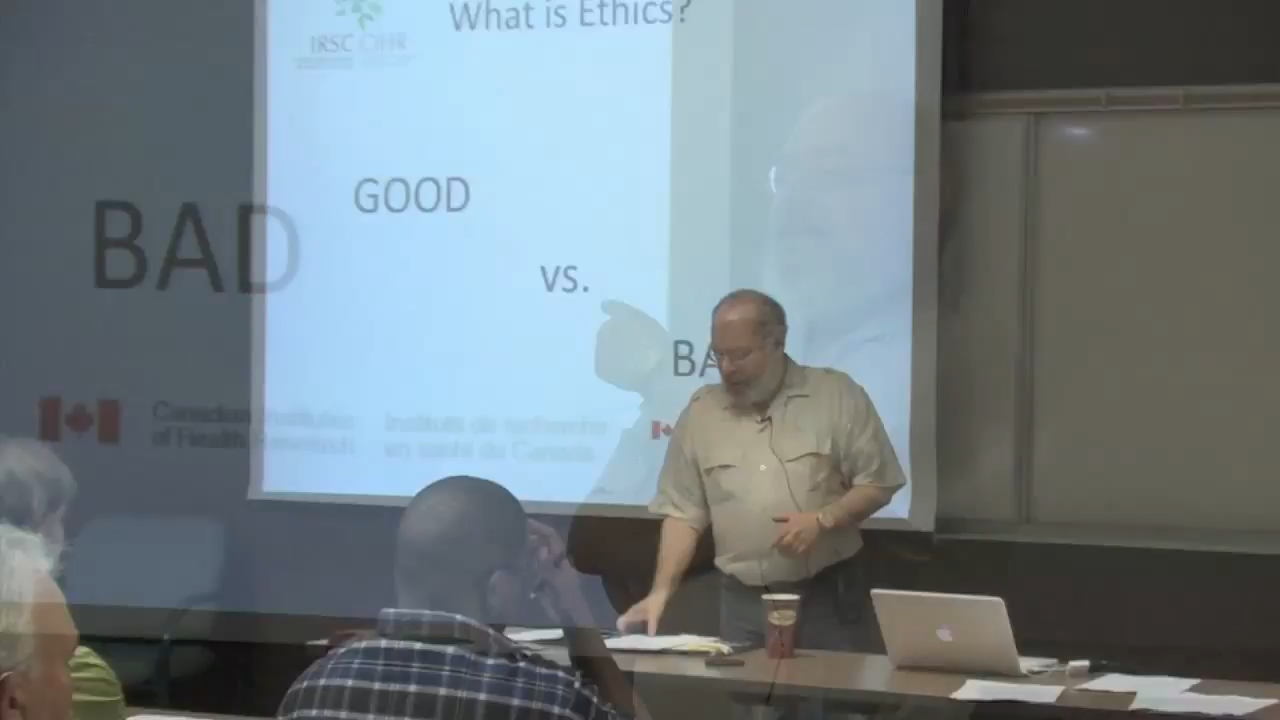 What is Ethics?
IRSC CIHR
GOOD
BAD
vs.
BA
Canadian Institutes
of Health Research
Instituts de recherche
en santé du Canada